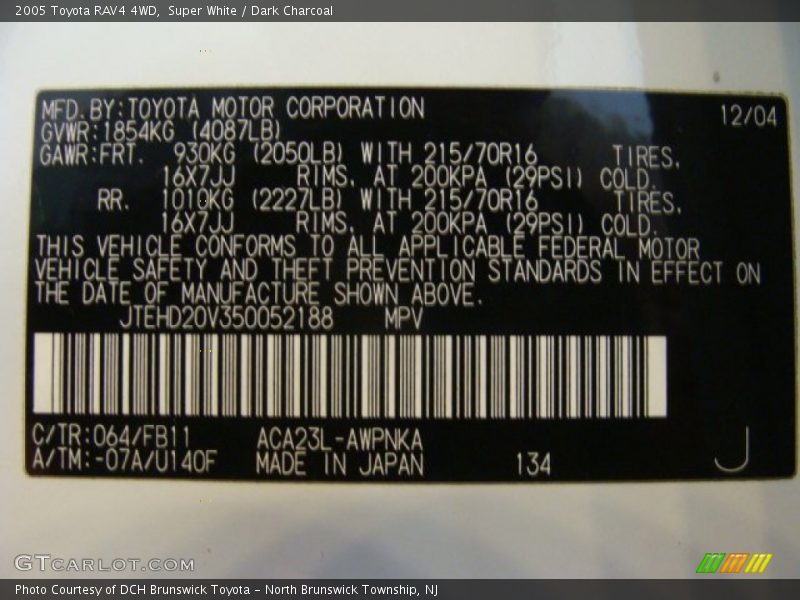 2005 Toyota RAV4 4WD,  Super White / Dark Charcoal
MFD.BY:TOYOTA MOTOR CORPORATION 12/04
GVWR:1854KG (4087LB)
GAWR:FRT. 930KG (2050LB) WITH 215/70R16 TIRES,
16X7JJ RIMS, AT 200KPA (29PSI) COLD.
RR. 1010KG (2227LB) WITH 215/70R16 TIRES,
16X7JJ RIMS, AT 200KPA (29PSI) COLD.
THIS VEHICLE CONFORMS TO ALL APPLICABLE FEDERAL MOTOR
VEHICLE SAFETY AND THEFT PREVENTION STANDARDS IN EFFECT ON
THE DATE OF MANUFACTURE SHOWN ABOVE.
JTEHD20V350052188 MPV
C/TR:064/FB11 ACA23L-AWPNKA
A/TM:-07A/U140F MADE IN JAPAN 134 J
GTCARLOT.COM
Photo Courtesy of DCH Brunswick Toyota – North Brunswick Township, NJ